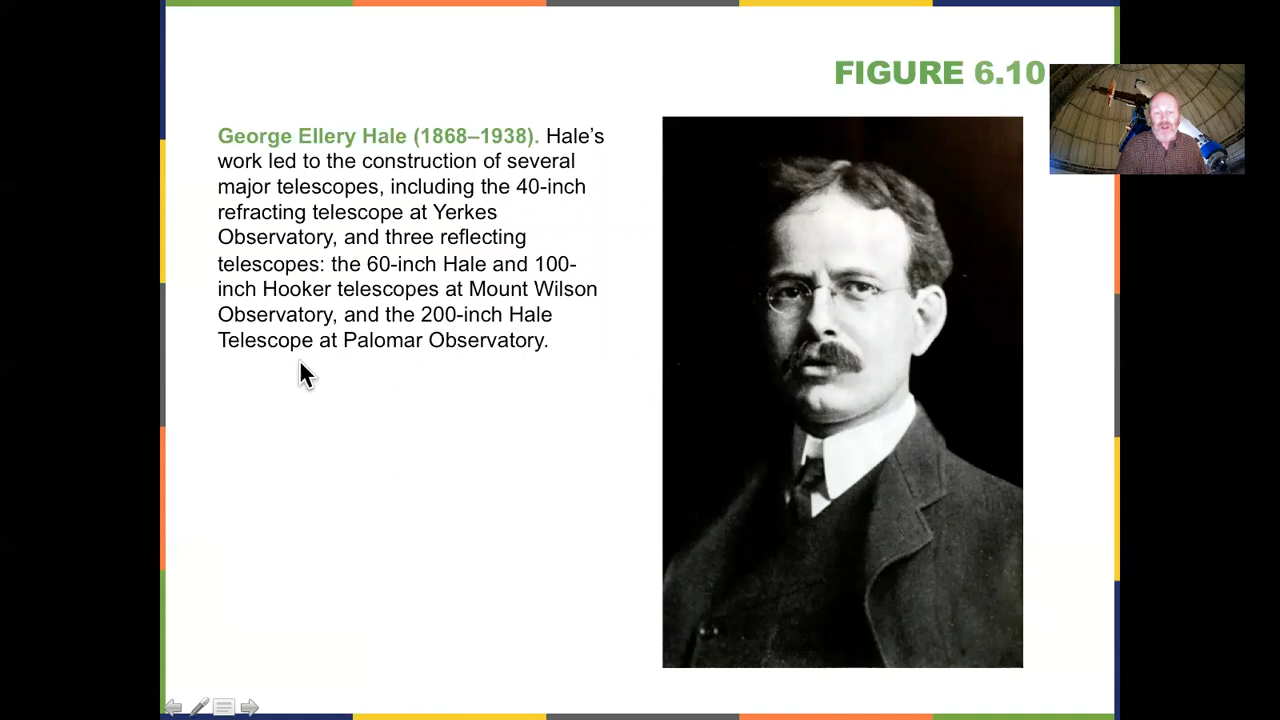 FIGURE 6.10
George Ellery Hale (1868–1938). Hale’s
work led to the construction of several
major telescopes, including the 40-inch
refracting telescope at Yerkes
Observatory, and three reflecting
telescopes: the 60-inch Hale and 100-
inch Hooker telescopes at Mount Wilson
Observatory, and the 200-inch Hale
Telescope at Palomar Observatory.